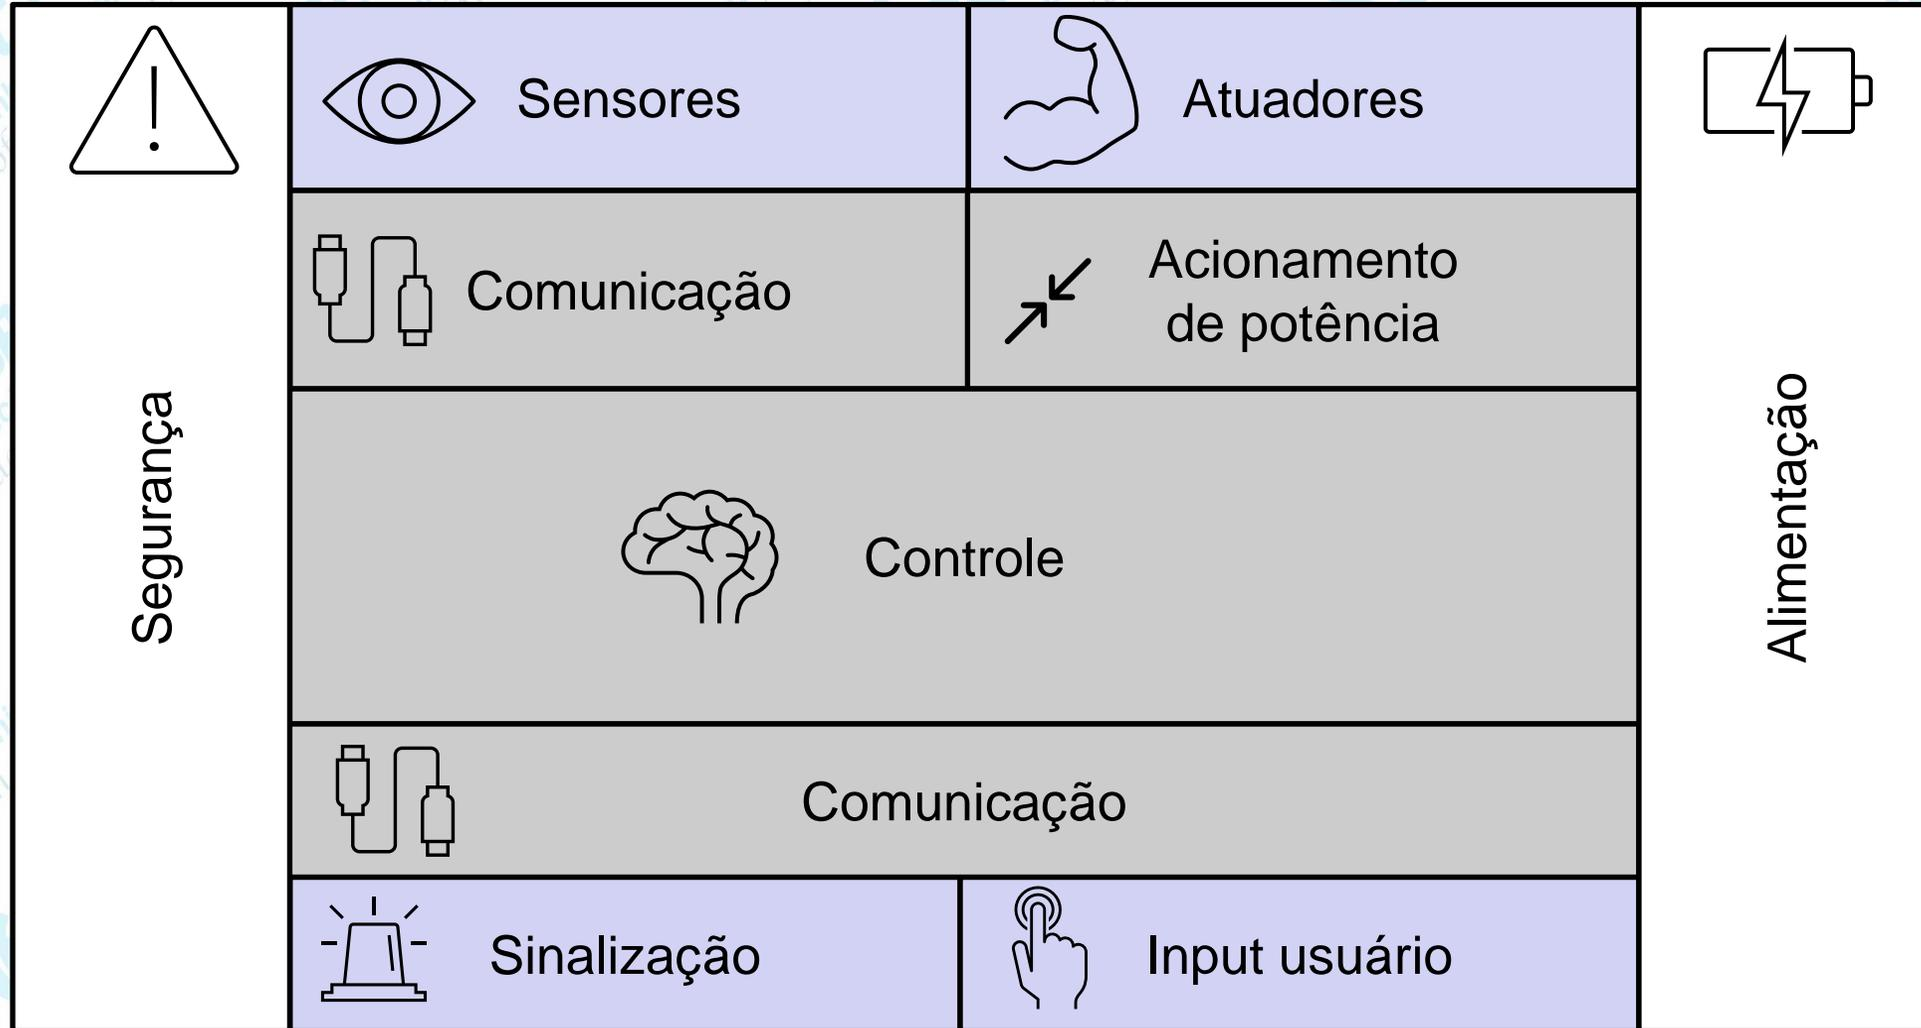 Sensores
Atuadores
Comunicação
Acionamento
de potência
Segurança
Controle
Alimentação
Comunicação
Sinalização
Input usuário